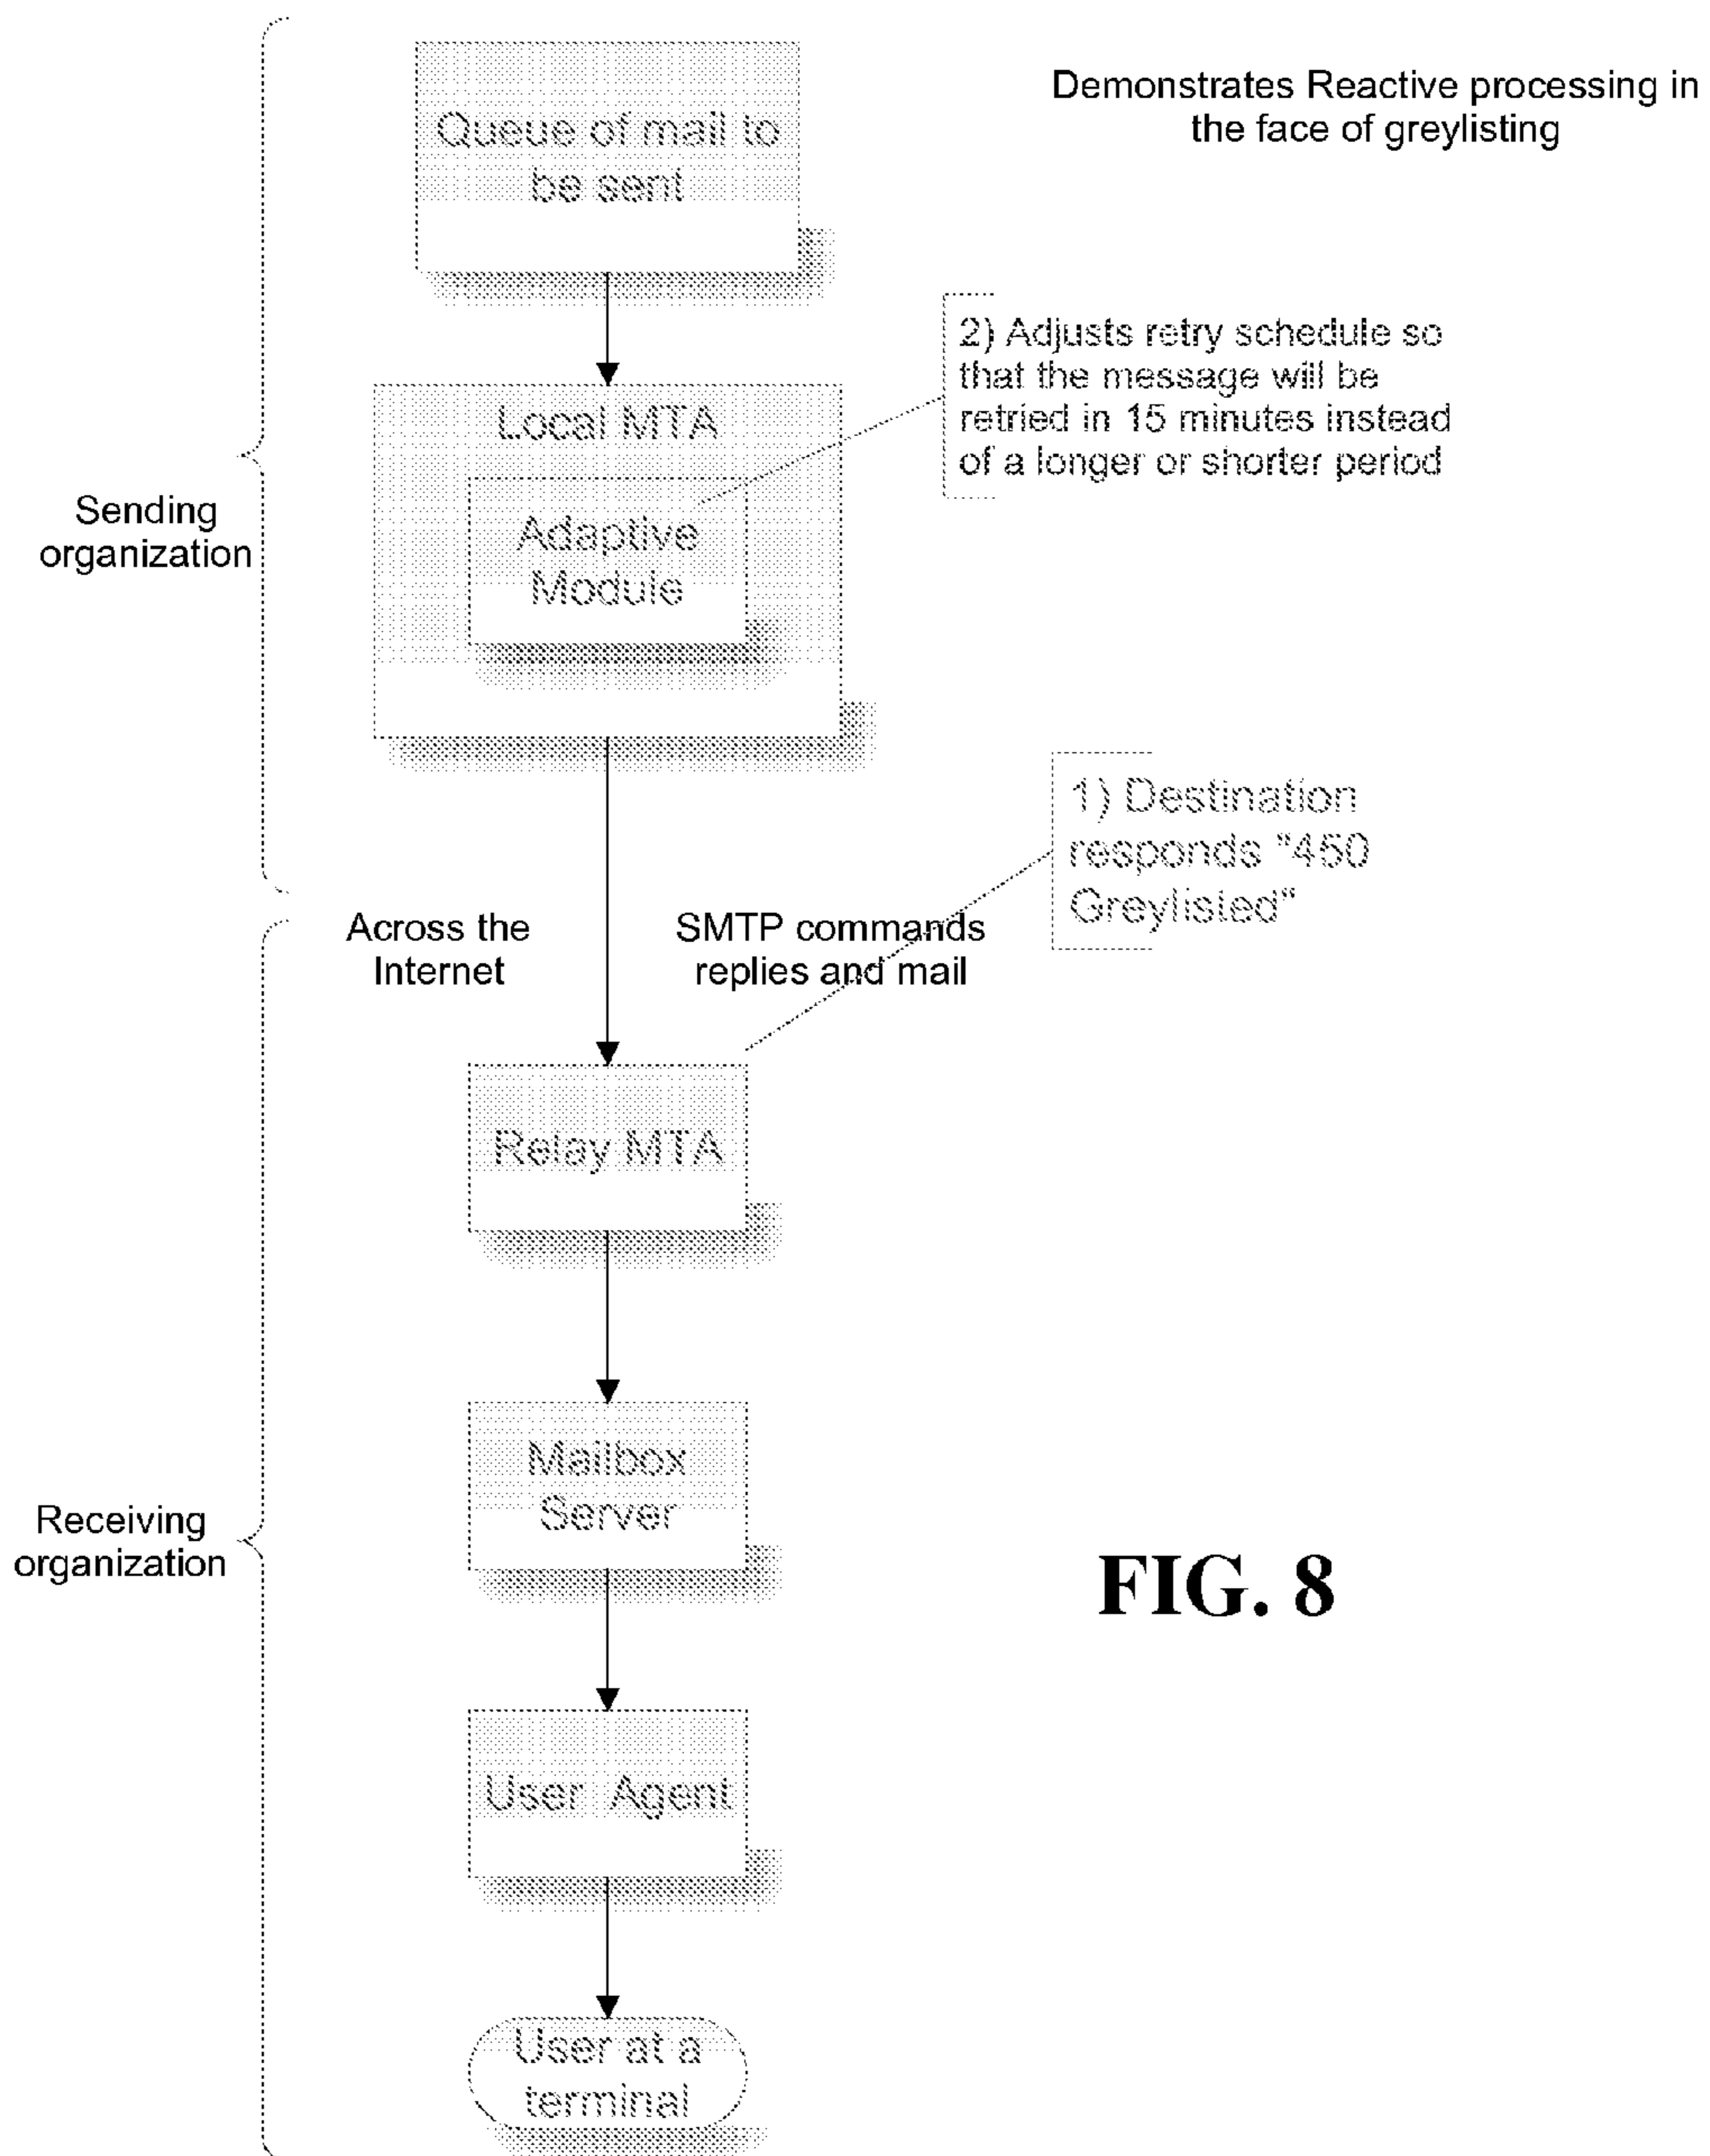 Demonstrates Reactive processing in
the face of greylisting
Queue of mail to
be sent
2) Adjusts retry schedule so
that the message will be
retried in 15 minutes instead
of a longer or shorter period
Local MTA
Adaptive
Module
Sending
organization
1) Destination
responds "450
Greylisted"
Across the
Internet
SMTP commands
replies and mail
Relay MTA
Mailbox
Server
Receiving
organization
FIG. 8
User Agent
User at a
terminal